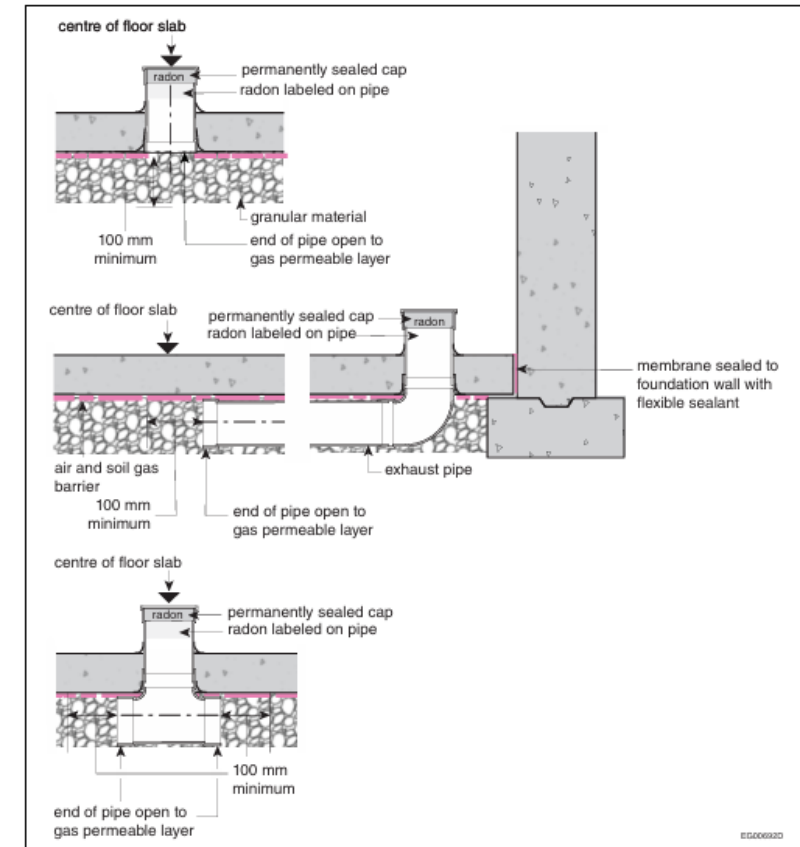 centre of floor slab
radon
permanently sealed cap
radon labeled on pipe
granular material
100 mm
minimum
end of pipe open to
gas permeable layer
centre of floor slab
permanently sealed cap
radon labeled on pipe
radon
membrane sealed to
foundation wall with
flexible sealant
air and soil gas
barrier
exhaust pipe
100 mm
minimum
end of pipe open to
gas permeable layer
centre of floor slab
radon
permanently sealed cap
radon labeled on pipe
100 mm
minimum
end of pipe open to
gas permeable layer
EG00692D